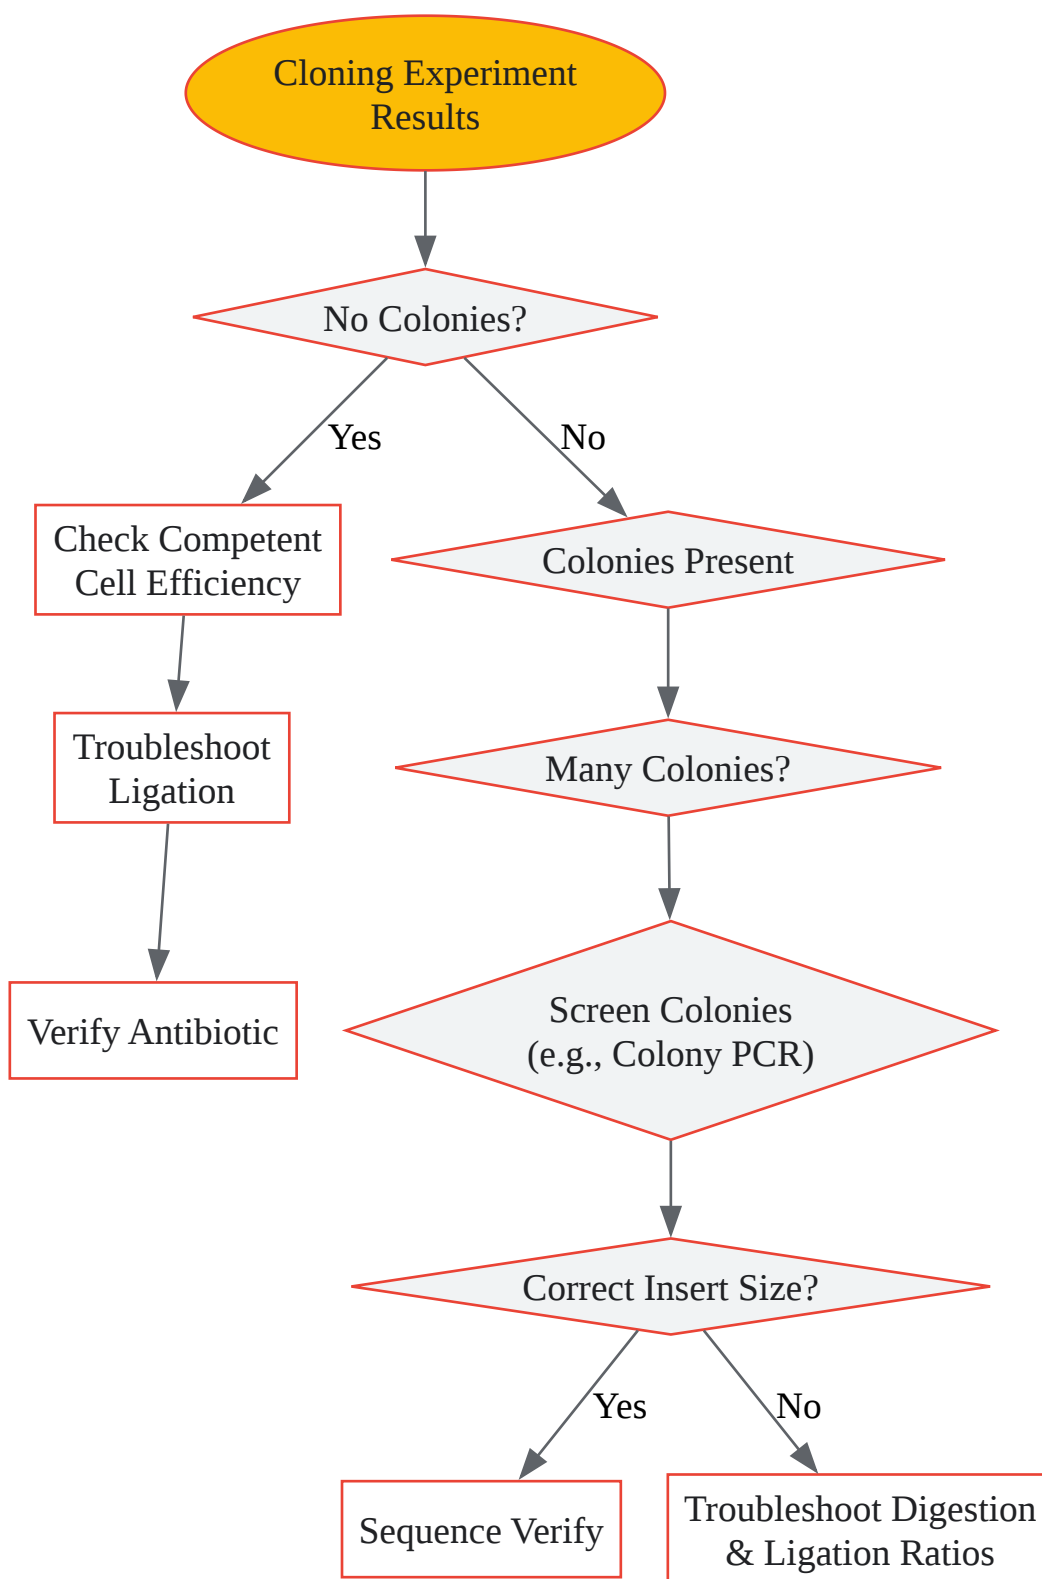 Cloning Experiment
Results
No Colonies?
Yes
No
Check Competent
Cell Efficiency
Colonies Present
Troubleshoot
Ligation
Many Colonies?
Verify Antibiotic
Screen Colonies
(e.g., Colony PCR)
Correct Insert Size?
Yes
No
Sequence Verify
Troubleshoot Digestion
& Ligation Ratios